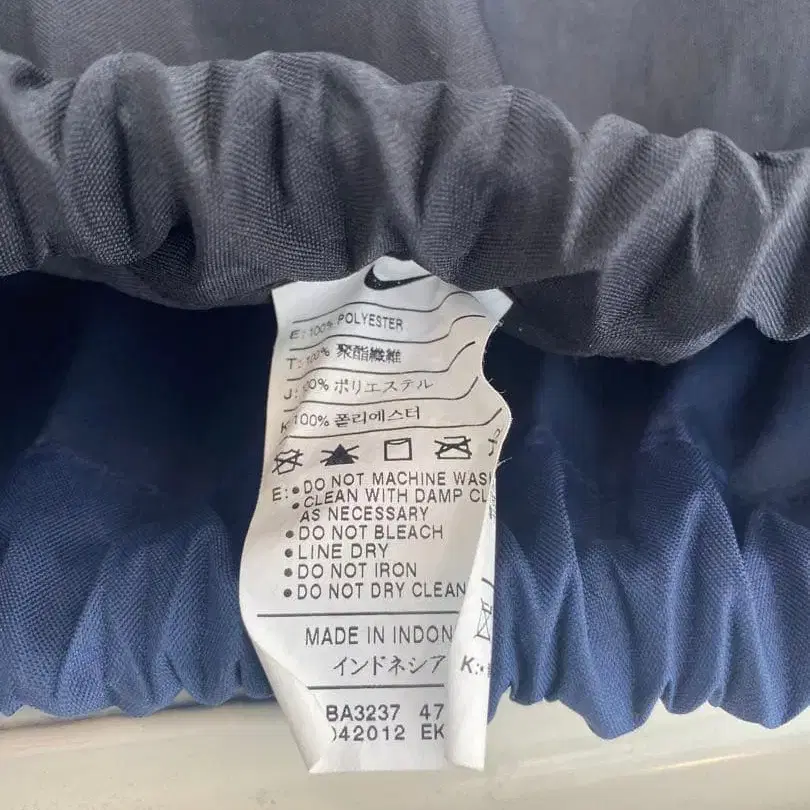 E: 100% POLYESTER
T: 100% 聚酯纖維
J: 100% ポリエステル
K: 100% 폴리에스터
E: • DO NOT MACHINE WAS
• CLEAN WITH DAMP CL
AS NECESSARY
• DO NOT BLEACH
• LINE DRY
• DO NOT IRON
• DO NOT DRY CLEAN
MADE IN INDON
インドネシア
K: •
BA3237 47
)42012 EK